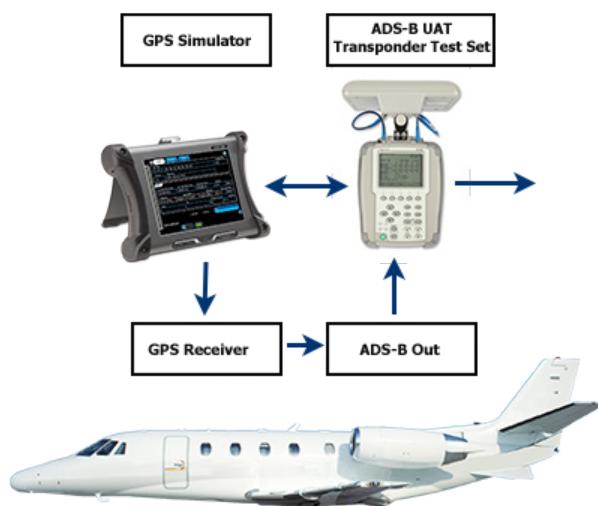 GPS Simulator
ADS-B UAT
Transponder Test Set
GPS Receiver
ADS-B Out